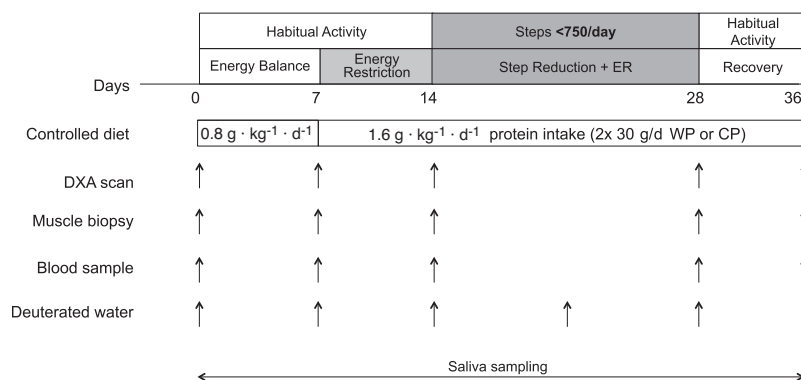 Habitual Activity Steps <750/day Habitual Activity
Energy Balance Energy Restriction Step Reduction + ER Recovery
Days
0 7 14 28 36
Controlled diet 0.8 g · kg-1 · d-1 1.6 g · kg-1 · d-1 protein intake (2x 30 g/d WP or CP)
DXA scan
Muscle biopsy
Blood sample
Deuterated water
Saliva sampling